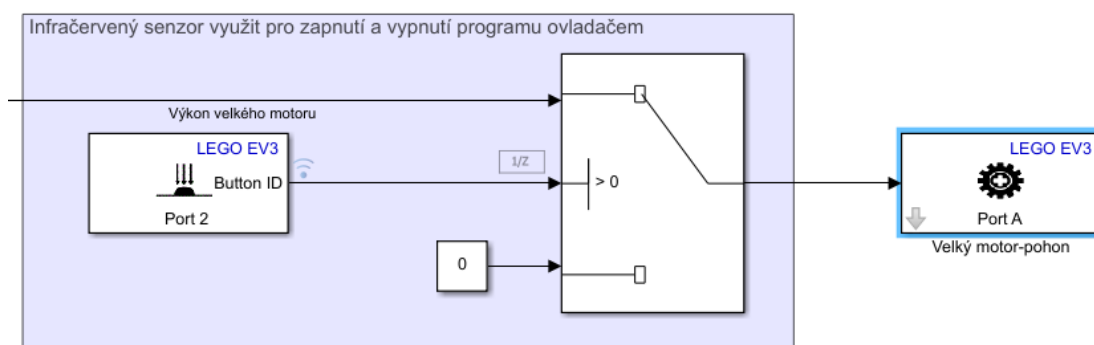 Infračervený senzor využit pro zapnutí a vypnutí programu ovladačem
Výkon velkého motoru
LEGO EV3
Button ID
Port 2
1/Z
> 0
0
LEGO EV3
Port A
Velký motor-pohon